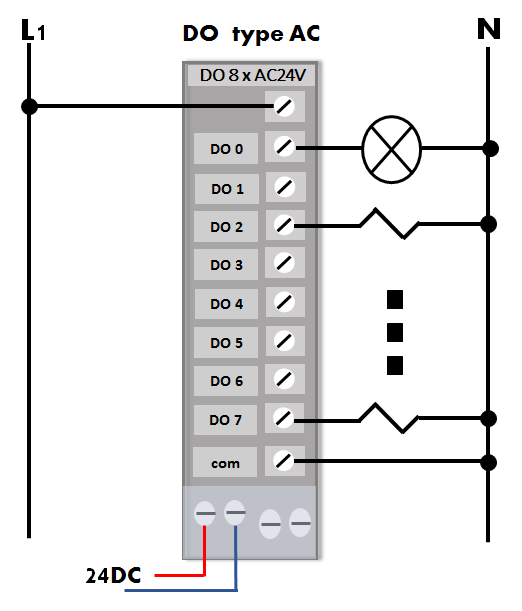 L1
DO type AC
N
DO 8 x AC24V
DO 0
DO 1
DO 2
DO 3
DO 4
DO 5
DO 6
DO 7
com
24DC